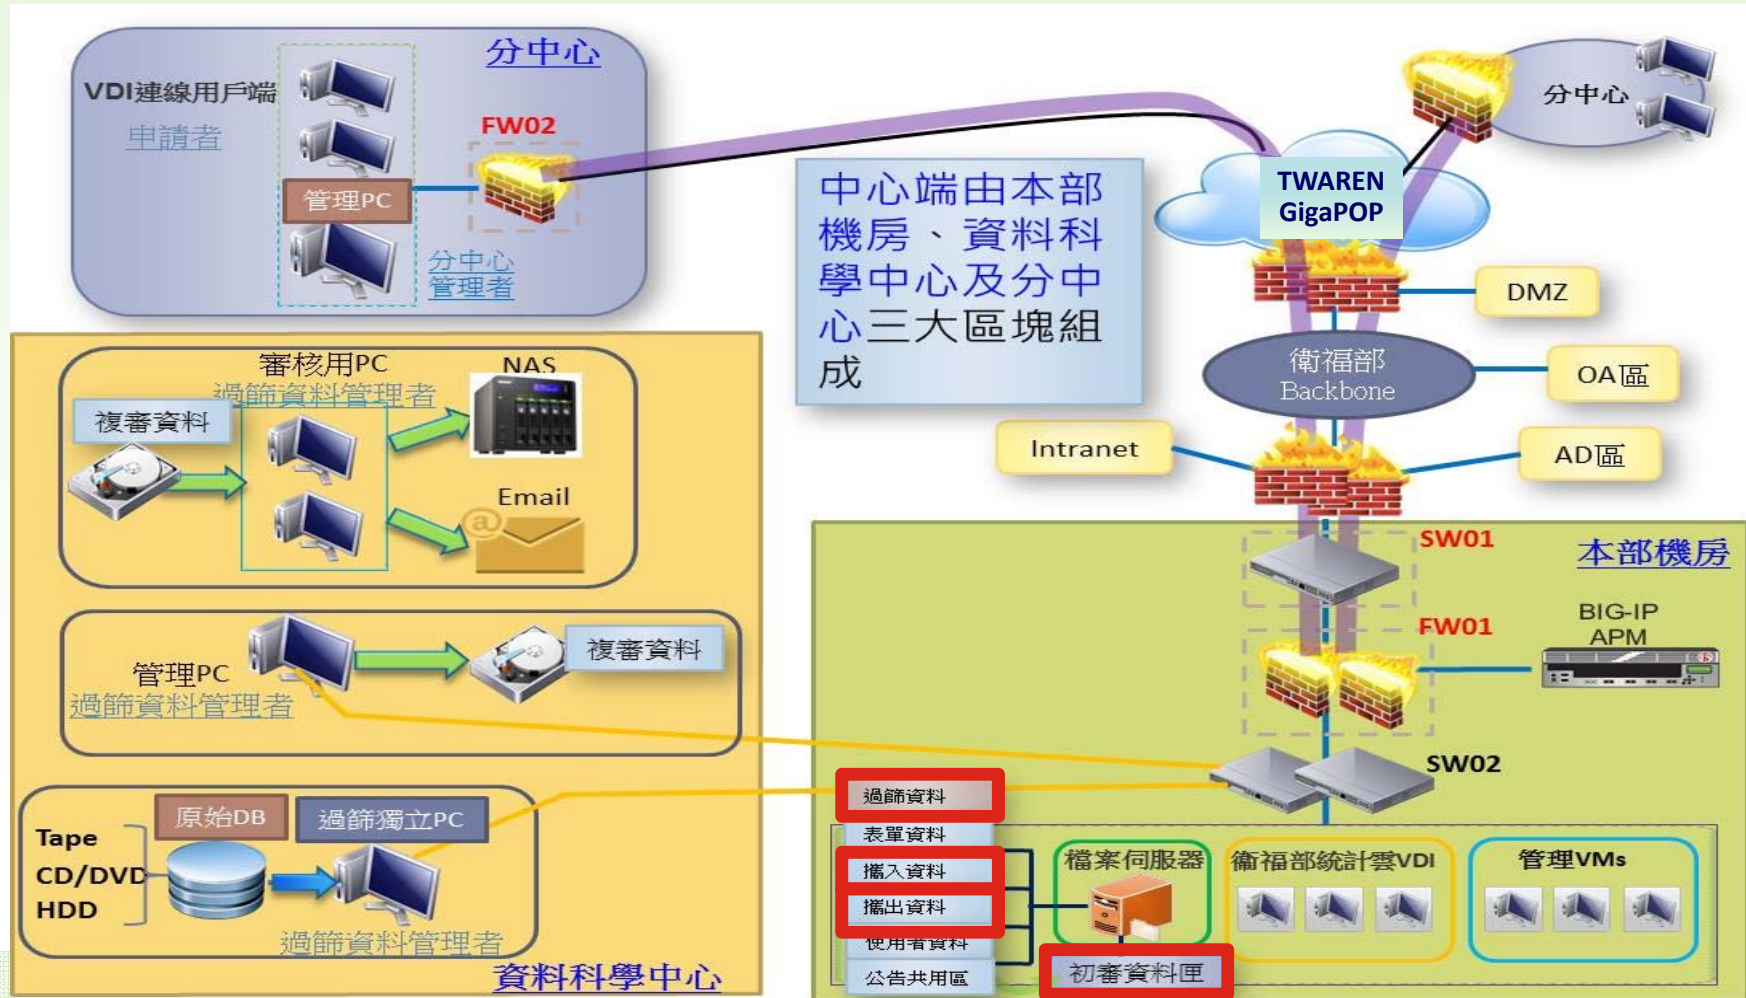 分中心
VDI連線用戶端
申請者
FW02
管理PC
分中心
管理者
中心端由本部
機房、資料科
學中心及分中
心三大區塊組
成
分中心
TWAREN
GigaPOP
DMZ
衛福部
Backbone
OA區
Intranet
AD區
審核用PC
過篩資料管理者
NAS
複審資料
Email
管理PC
過篩資料管理者
複審資料
原始DB
過篩獨立PC
Tape
CD/DVD
HDD
過篩資料管理者
資料科學中心
本部機房
SW01
FW01
BIG-IP
APM
SW02
過篩資料
表單資料
攜入資料
攜出資料
使用者資料
公告共用區
檔案伺服器
初審資料匣
衛福部統計雲VDI
管理VMs